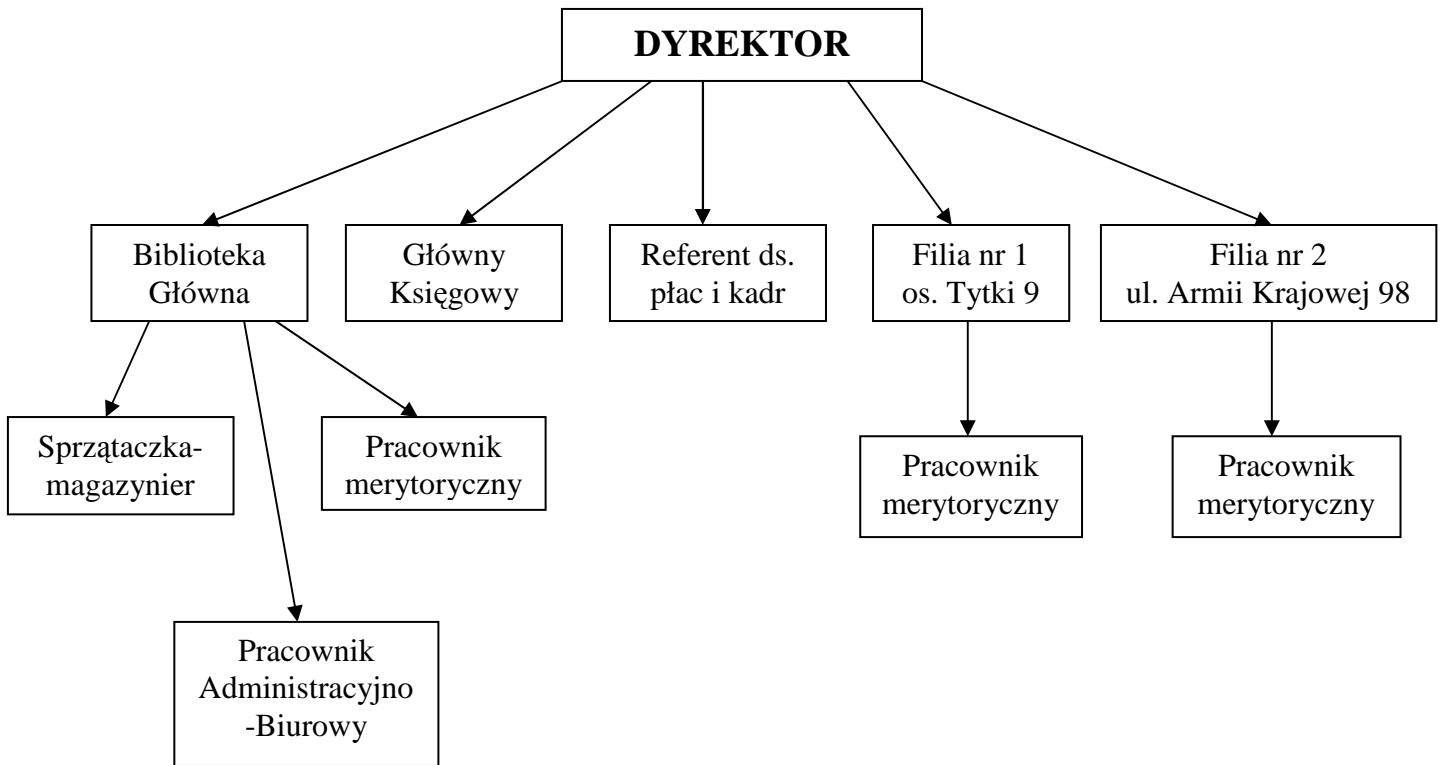 DYREKTOR
Biblioteka
Główna
Główny
Księgowy
Referent ds.
płac i kadr
Filia nr 1
os. Tytki 9
Filia nr 2
ul. Armii Krajowej 98
Sprzątaczka-
magazynier
Pracownik
merytoryczny
Pracownik
merytoryczny
Pracownik
merytoryczny
Pracownik
Administracyjno
-Biurowy